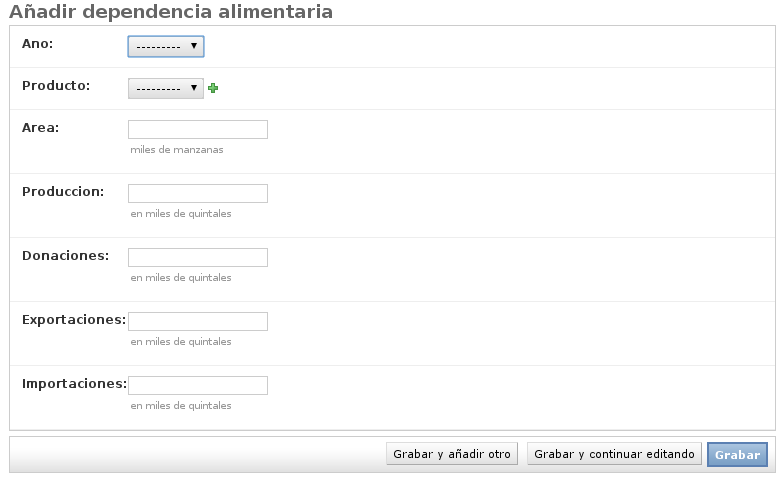 Añadir dependencia alimentaria
Ano:
--------- ▼
Producto:
--------- ▼
Area:
miles de manzanas
Produccion:
en miles de quintales
Donaciones:
en miles de quintales
Exportaciones:
en miles de quintales
Importaciones:
en miles de quintales
Grabar y añadir otro Grabar y continuar editando Grabar